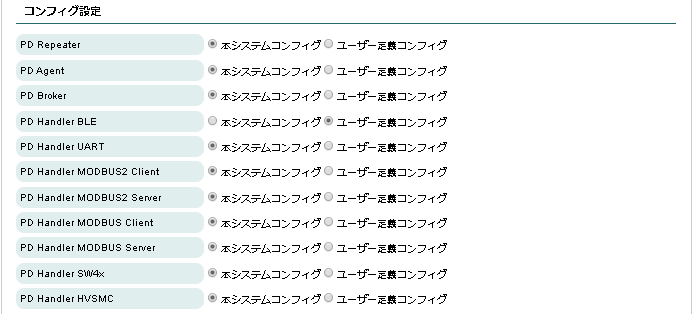 コンフィグ設定
PD Repeater 本システムコンフィグ ユーザー定義コンフィグ
PD Agent 本システムコンフィグ ユーザー定義コンフィグ
PD Broker 本システムコンフィグ ユーザー定義コンフィグ
PD Handler BLE 本システムコンフィグ ユーザー定義コンフィグ
PD Handler UART 本システムコンフィグ ユーザー定義コンフィグ
PD Handler MODBUS2 Client 本システムコンフィグ ユーザー定義コンフィグ
PD Handler MODBUS2 Server 本システムコンフィグ ユーザー定義コンフィグ
PD Handler MODBUS Client 本システムコンフィグ ユーザー定義コンフィグ
PD Handler MODBUS Server 本システムコンフィグ ユーザー定義コンフィグ
PD Handler SW4x 本システムコンフィグ ユーザー定義コンフィグ
PD Handler HVSMC 本システムコンフィグ ユーザー定義コンフィグ